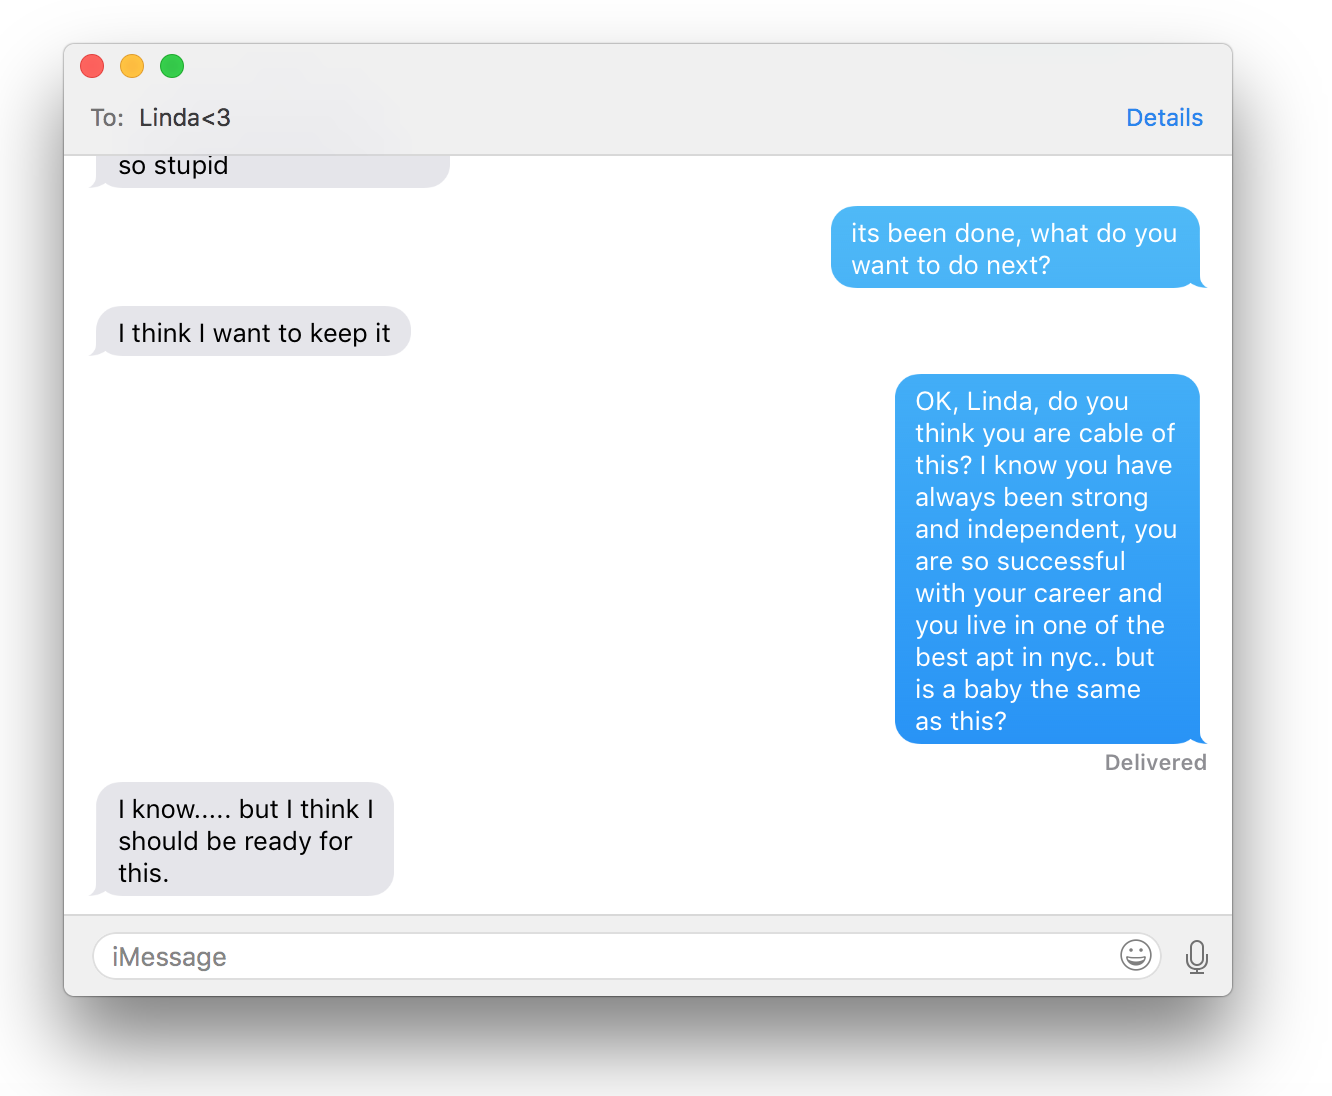 To: Linda<3
Details
so stupid
its been done, what do you
want to do next?
I think I want to keep it
OK, Linda, do you
think you are cable of
this? I know you have
always been strong
and independent, you
are so successful
with your career and
you live in one of the
best apt in nyc.. but
is a baby the same
as this?
Delivered
I know..... but I think I
should be ready for
this.
iMessage